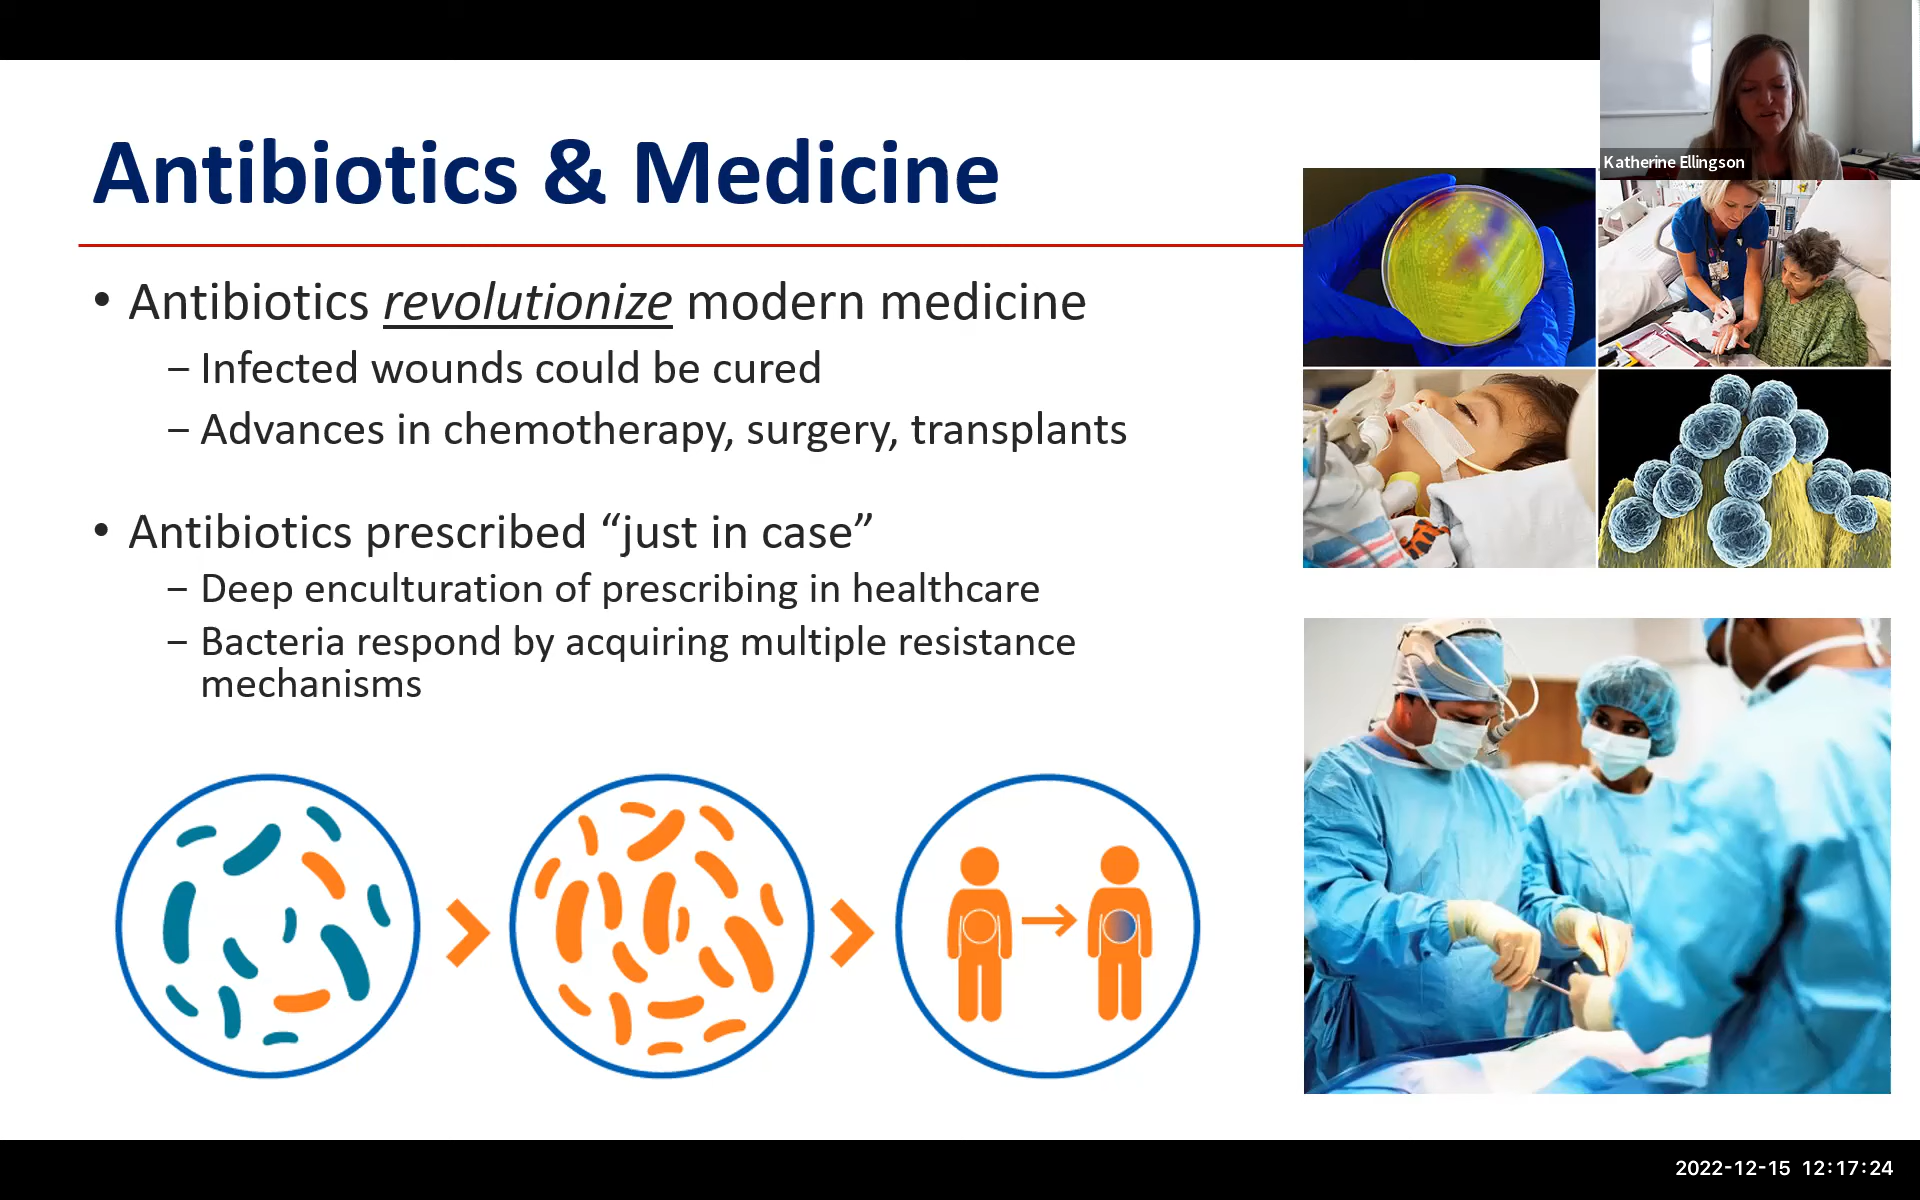 Katherine Ellingson
Antibiotics & Medicine
• Antibiotics revolutionize modern medicine
– Infected wounds could be cured
– Advances in chemotherapy, surgery, transplants
• Antibiotics prescribed “just in case”
– Deep enculturation of prescribing in healthcare
– Bacteria respond by acquiring multiple resistance
mechanisms
2022-12-15 12:17:24